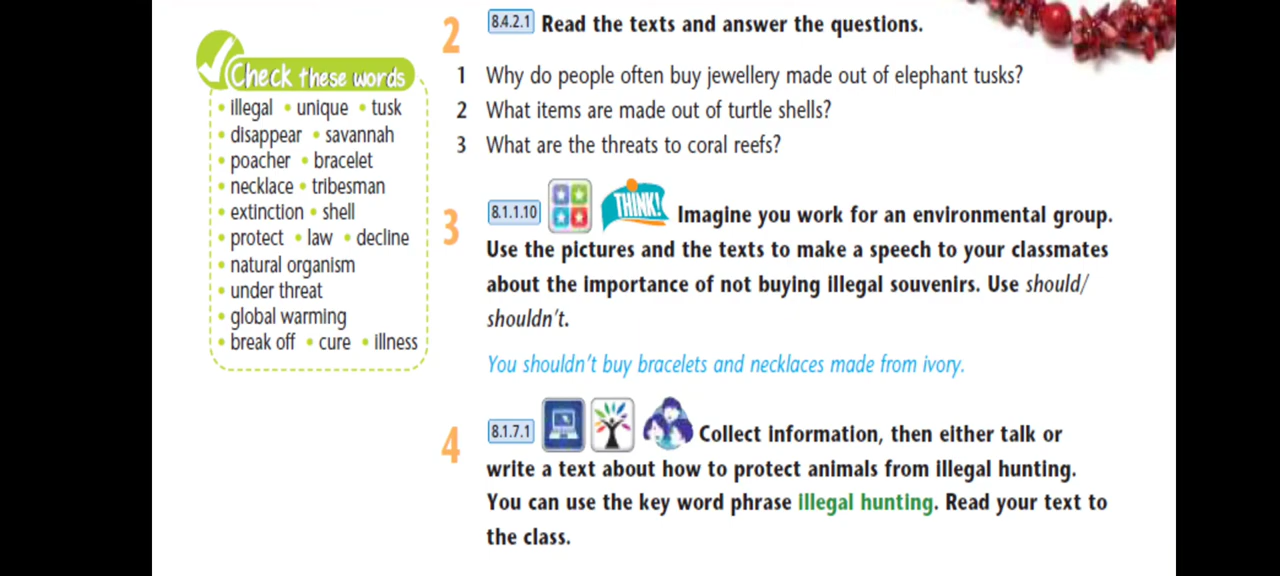 Check these words
• illegal • unique • tusk
• disappear • savannah
• poacher • bracelet
• necklace • tribesman
• extinction • shell
• protect • law • decline
• natural organism
• under threat
• global warming
• break off • cure • illness
2 8.4.2.1 Read the texts and answer the questions.
1 Why do people often buy jewellery made out of elephant tusks?
2 What items are made out of turtle shells?
3 What are the threats to coral reefs?
3 8.1.1.10 THINK! Imagine you work for an environmental group.
Use the pictures and the texts to make a speech to your classmates
about the importance of not buying illegal souvenirs. Use should/
shouldn't.
You shouldn't buy bracelets and necklaces made from ivory.
4 8.1.7.1 Collect information, then either talk or
write a text about how to protect animals from illegal hunting.
You can use the key word phrase illegal hunting. Read your text to
the class.